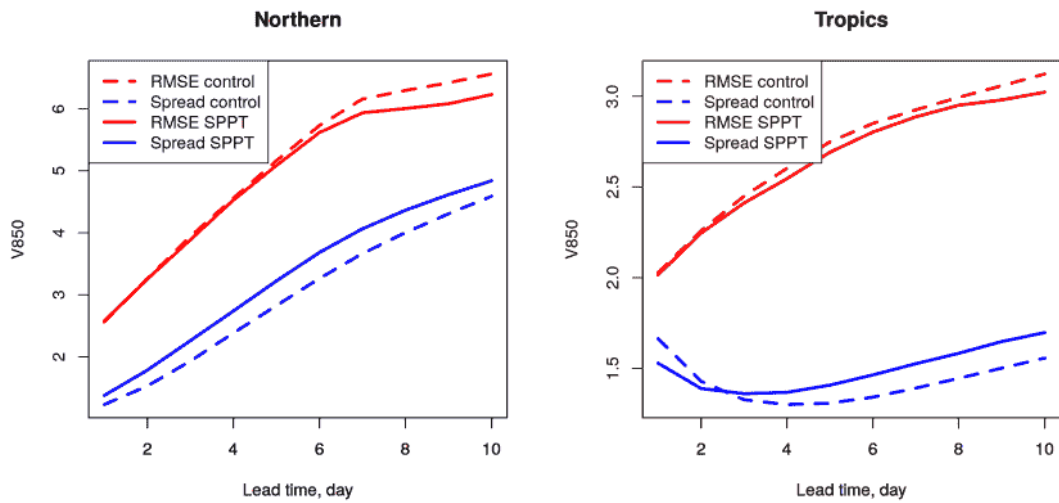 Northern
RMSE control
Spread control
RMSE SPPT
Spread SPPT
V850
6
5
4
3
2
2
4
6
8
10
Lead time, day
Tropics
RMSE control
Spread control
RMSE SPPT
Spread SPPT
V850
3.0
2.5
2.0
1.5
2
4
6
8
10
Lead time, day